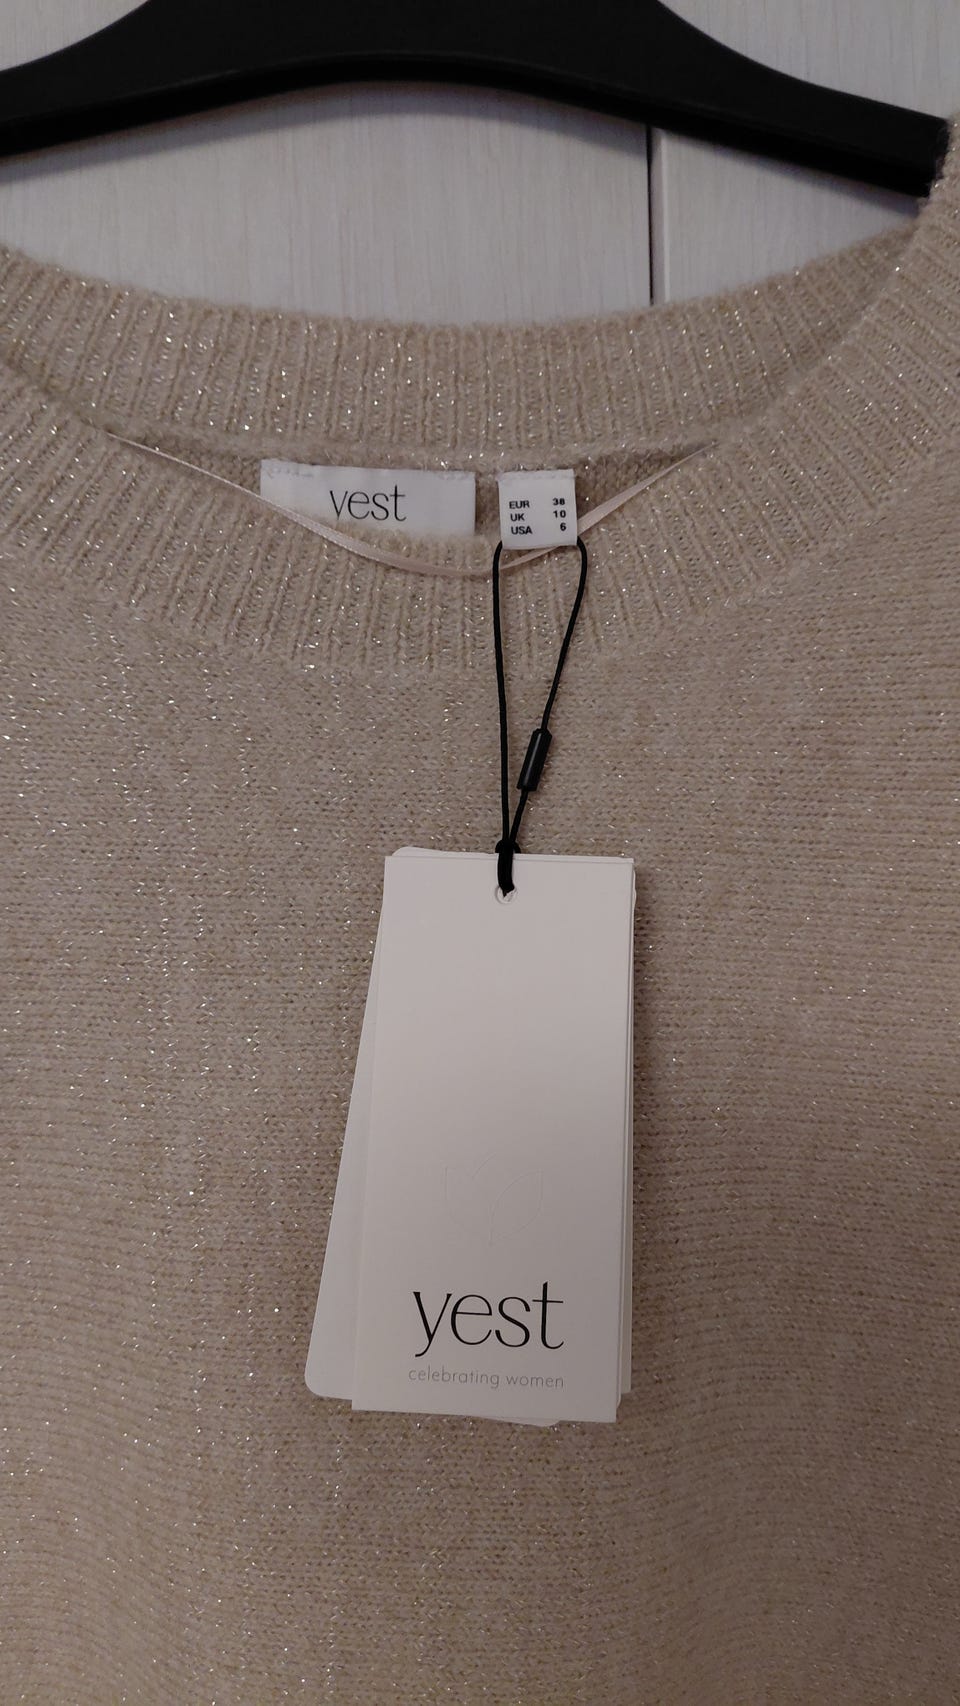 yest
EUR 38
UK 10
USA 6
yest
celebrating women